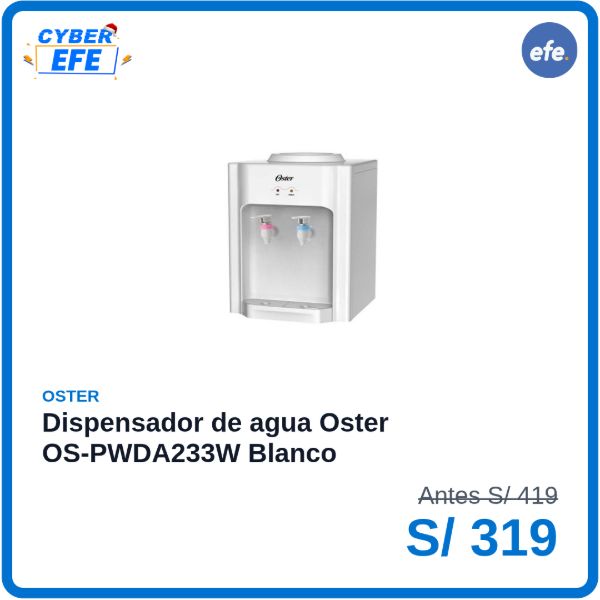 CYBER
EFE
efe.
Oster
OSTER
Dispensador de agua Oster
OS-PWDA233W Blanco
Antes S/ 419
S/ 319